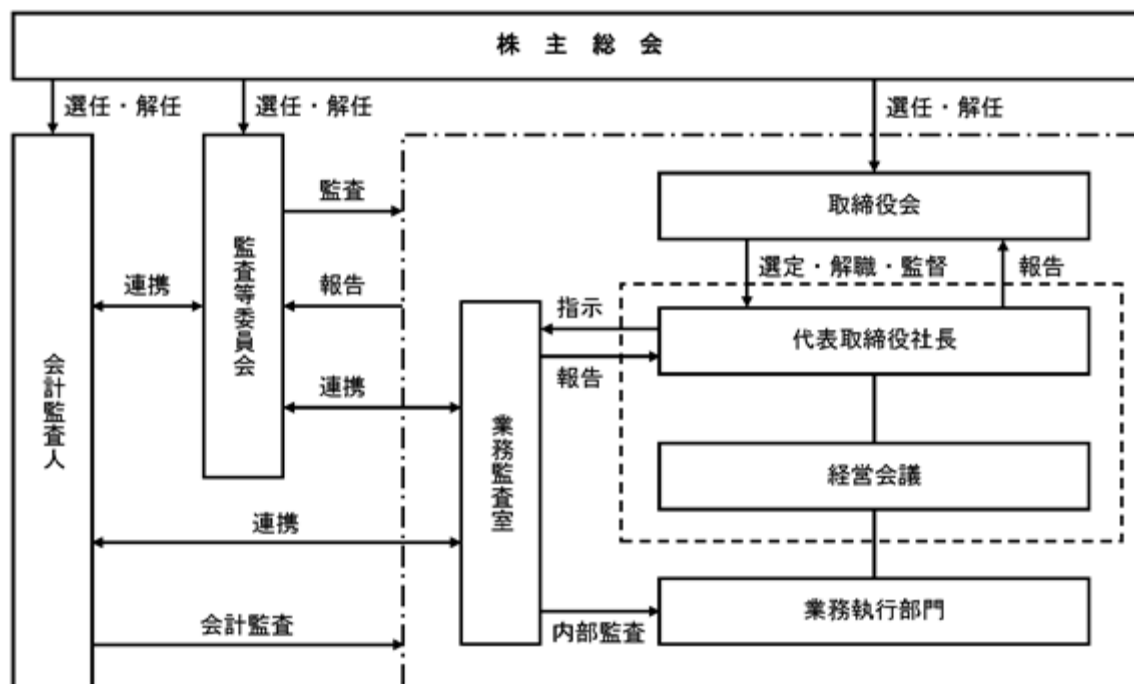 株 主 総 会
選任・解任
選任・解任
選任・解任
取締役会
監査
監査等委員会
選定・解職・監督
報告
連携
報告
指示
代表取締役社長
報告
会計監査人
連携
業務監査室
経営会議
連携
業務執行部門
会計監査
内部監査